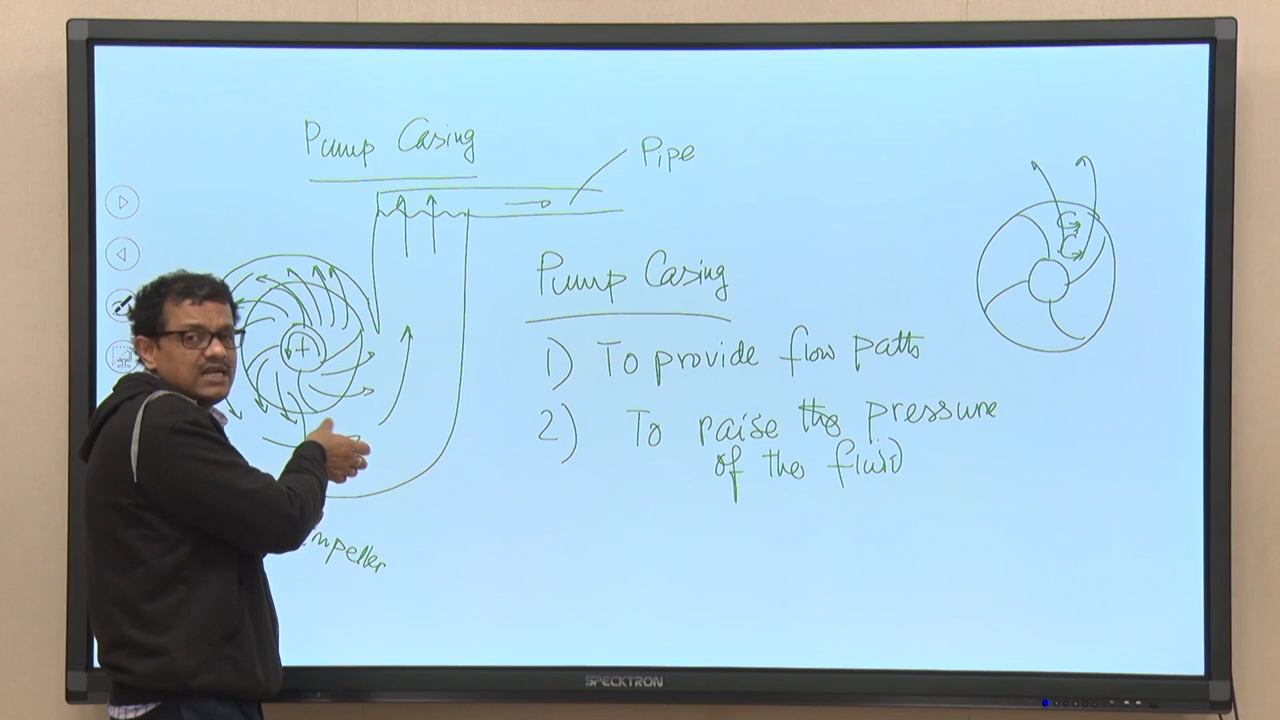 Pump Casing
Pipe
Pump Casing
1) To provide flow path
2) To raise the pressure
of the fluid
Impeller
SPECKTRON